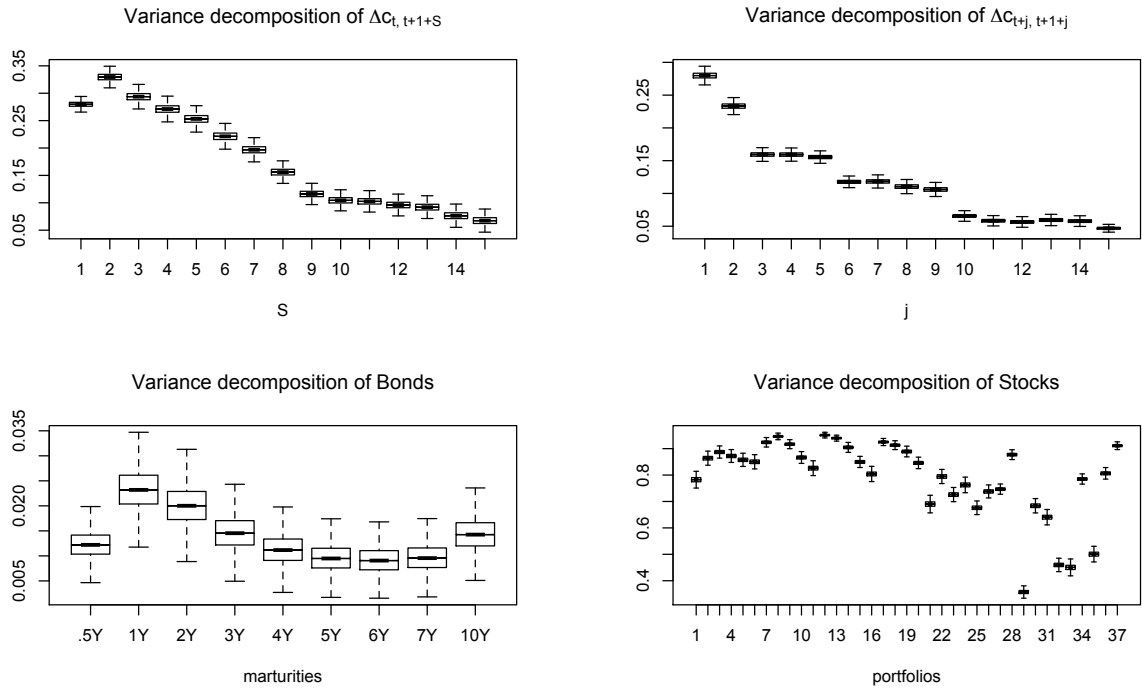 Variance decomposition of Δc_{t, t+1+S}
0.35
0.25
0.15
0.05
1 2 3 4 5 6 7 8 9 10 12 14
S
Variance decomposition of Δc_{t+j, t+1+j}
0.25
0.15
0.05
1 2 3 4 5 6 7 8 9 10 12 14
j
Variance decomposition of Bonds
0.035
0.020
0.005
.5Y 1Y 2Y 3Y 4Y 5Y 6Y 7Y 10Y
marturities
Variance decomposition of Stocks
0.8
0.6
0.4
1 4 7 10 13 16 19 22 25 28 31 34 37
portfolios